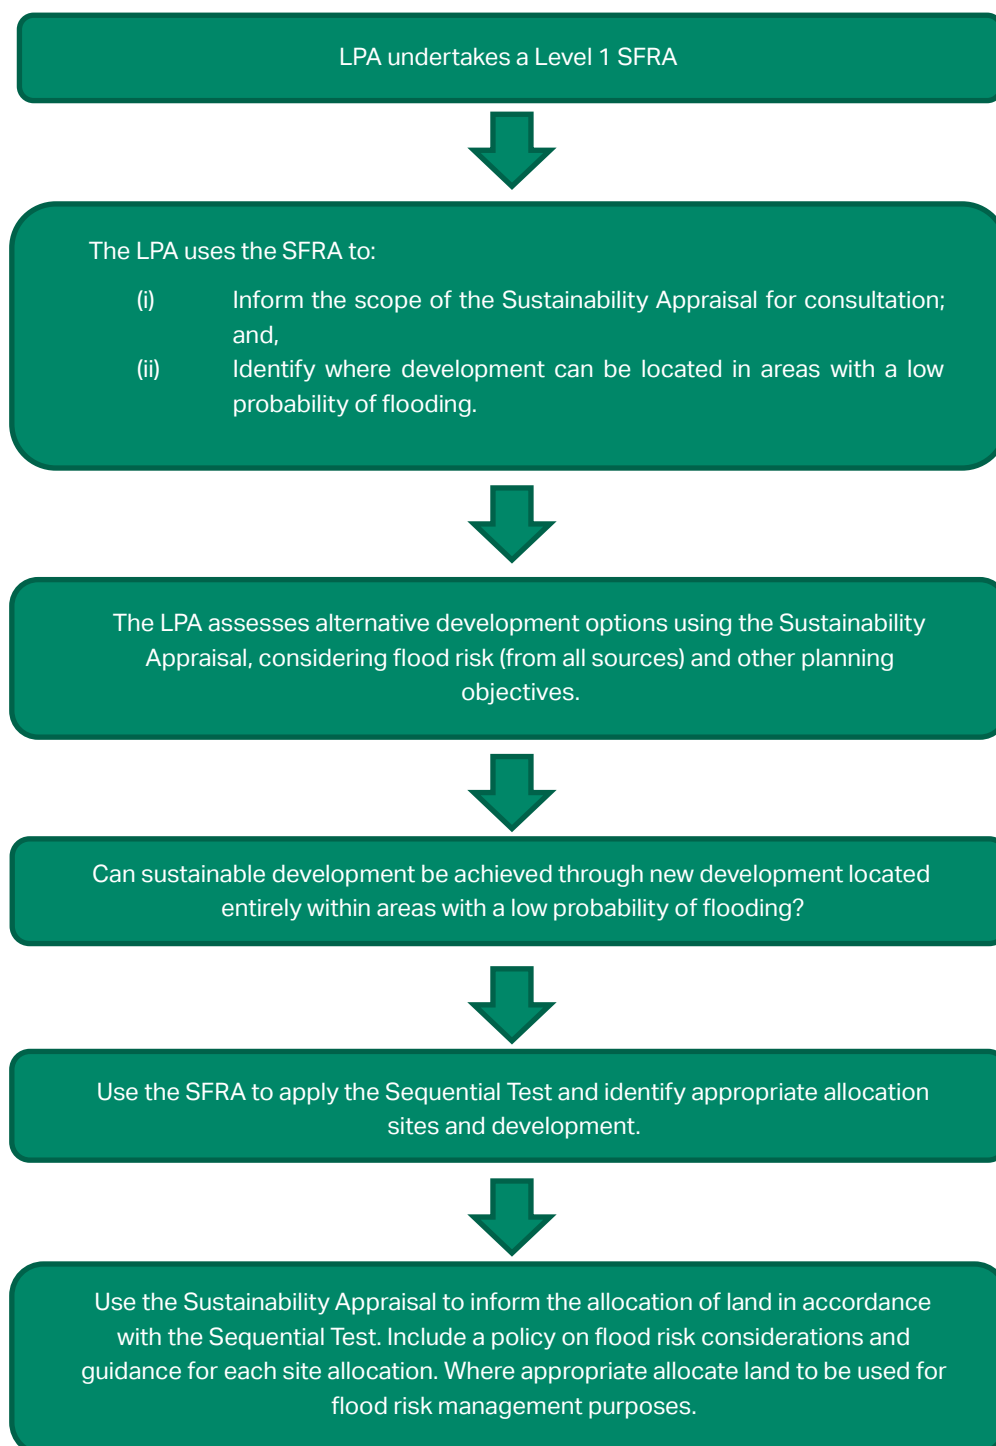 LPA undertakes a Level 1 SFRA
The LPA uses the SFRA to:
(i) Inform the scope of the Sustainability Appraisal for consultation;
and,
(ii) Identify where development can be located in areas with a low
probability of flooding.
The LPA assesses alternative development options using the Sustainability
Appraisal, considering flood risk (from all sources) and other planning
objectives.
Can sustainable development be achieved through new development located
entirely within areas with a low probability of flooding?
Use the SFRA to apply the Sequential Test and identify appropriate allocation
sites and development.
Use the Sustainability Appraisal to inform the allocation of land in accordance
with the Sequential Test. Include a policy on flood risk considerations and
guidance for each site allocation. Where appropriate allocate land to be used for
flood risk management purposes.